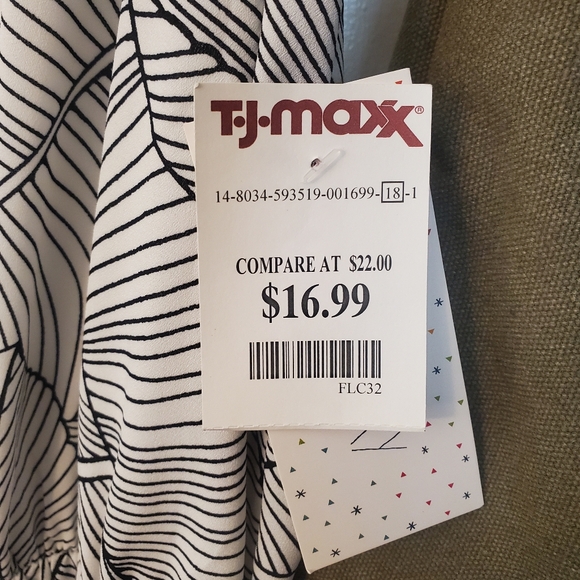 T·J·maxx®
14-8034-593519-001699-18-1
COMPARE AT $22.00
$16.99
FLC32